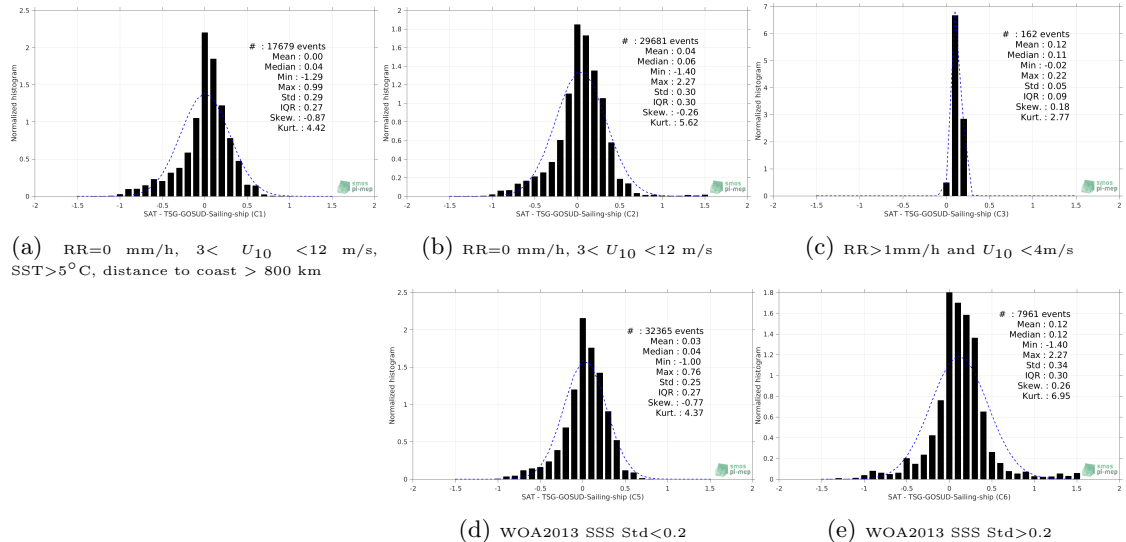 2.5
2
1.5
1
0.5
0
-2 -1.5 -1 -0.5 0 0.5 1 1.5 2
Normalized histogram
SAT - TSG-GOSUD-Sailing-ship (C1)
# : 17679 events
Mean : 0.00
Median : 0.04
Min : -1.29
Max : 0.99
Std : 0.29
IQR : 0.27
Skew. : -0.87
Kurt. : 4.42
smos
pi-mep
(a) RR=0 mm/h, 3< U10 <12 m/s,
SST>5°C, distance to coast > 800 km
2
1.8
1.6
1.4
1.2
1
0.8
0.6
0.4
0.2
0
-2 -1.5 -1 -0.5 0 0.5 1 1.5 2
Normalized histogram
SAT - TSG-GOSUD-Sailing-ship (C2)
# : 29681 events
Mean : 0.04
Median : 0.06
Min : -1.40
Max : 2.27
Std : 0.30
IQR : 0.30
Skew. : -0.26
Kurt. : 5.62
smos
pi-mep
(b) RR=0 mm/h, 3< U10 <12 m/s
7
6
5
4
3
2
1
0
-2 -1.5 -1 -0.5 0 0.5 1 1.5 2
Normalized histogram
SAT - TSG-GOSUD-Sailing-ship (C3)
# : 162 events
Mean : 0.12
Median : 0.11
Min : -0.02
Max : 0.22
Std : 0.05
IQR : 0.09
Skew. : 0.18
Kurt. : 2.77
smos
pi-mep
(c) RR>1mm/h and U10 <4m/s
2.5
2
1.5
1
0.5
0
-2 -1.5 -1 -0.5 0 0.5 1 1.5 2
Normalized histogram
SAT - TSG-GOSUD-Sailing-ship (C5)
# : 32365 events
Mean : 0.03
Median : 0.04
Min : -1.00
Max : 0.76
Std : 0.25
IQR : 0.27
Skew. : -0.77
Kurt. : 4.37
smos
pi-mep
(d) WOA2013 SSS Std<0.2
1.8
1.6
1.4
1.2
1
0.8
0.6
0.4
0.2
0
-2 -1.5 -1 -0.5 0 0.5 1 1.5 2
Normalized histogram
SAT - TSG-GOSUD-Sailing-ship (C6)
# : 7961 events
Mean : 0.12
Median : 0.12
Min : -1.40
Max : 2.27
Std : 0.34
IQR : 0.30
Skew. : 0.26
Kurt. : 6.95
smos
pi-mep
(e) WOA2013 SSS Std>0.2